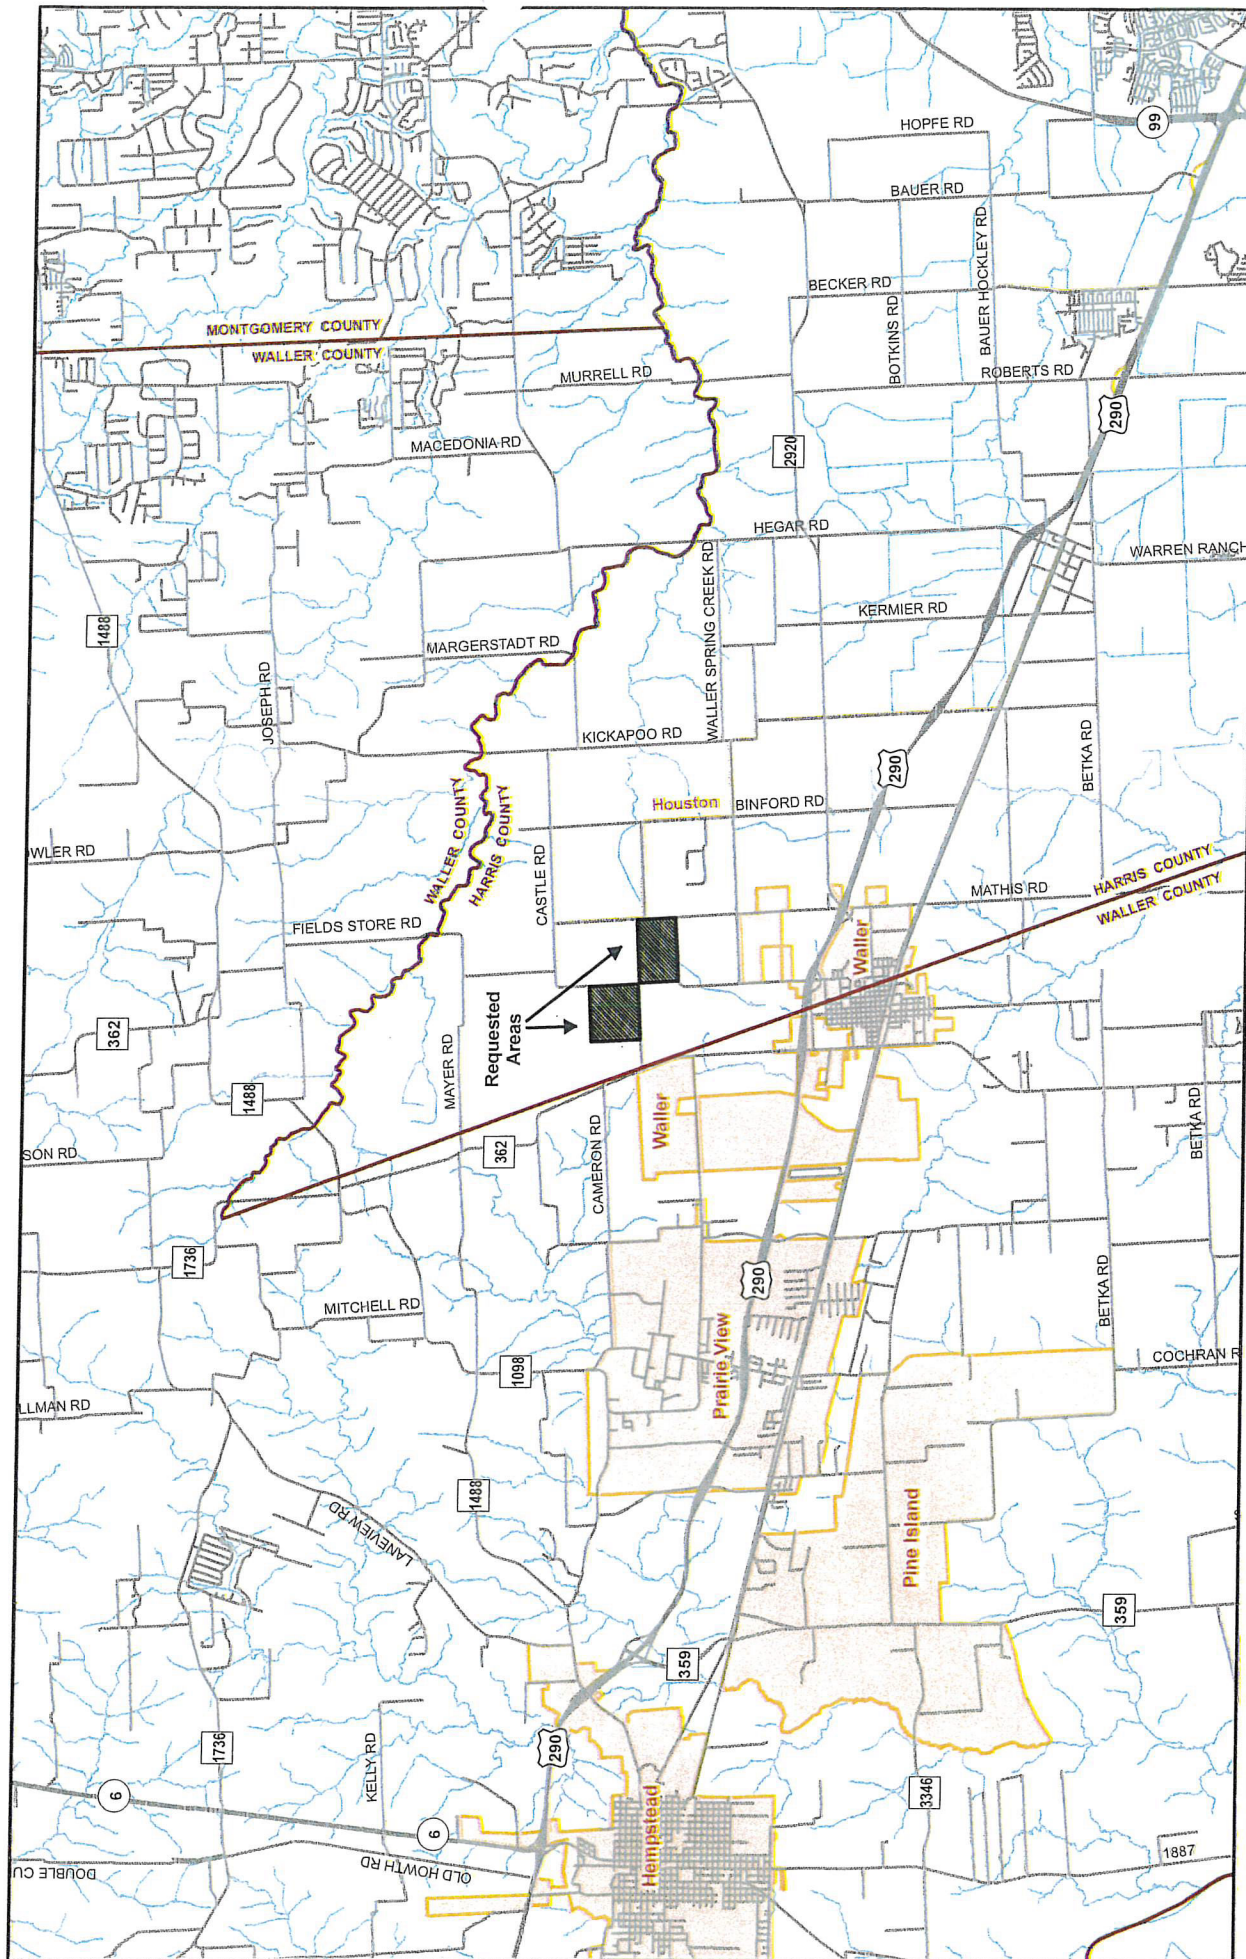 HOPFE RD
99
BAUER RD
BAUER HOCKLEY RD
BECKER RD
BOTKINS RD
MONTGOMERY COUNTY
WALLER COUNTY
MURRELL RD
ROBERTS RD
290
MACEDONIA RD
2920
HEGAR RD
WARREN RANCH
1488
KERMIER RD
MARGERSTADT RD
WALLER SPRING CREEK RD
JOSEPH RD
KICKAPOO RD
BETKA RD
290
WALLER COUNTY
HARRIS COUNTY
Houston
BINFORD RD
OWLER RD
CASTLE RD
MATHIS RD
HARRIS COUNTY
WALLER COUNTY
FIELDS STORE RD
Waller
Requested
Areas
362
MAYER RD
1488
Waller
CAMERON RD
362
BETKA RD
SON RD
1736
290
MITCHELL RD
BETKA RD
Prairie View
1098
COCHRAN R
LLMAN RD
1488
LANEVIEW RD
Pine Island
359
359
1736
290
KELLY RD
6
6
Hempstead
3346
OLD HOWTH RD
DOUBLE CU
1887